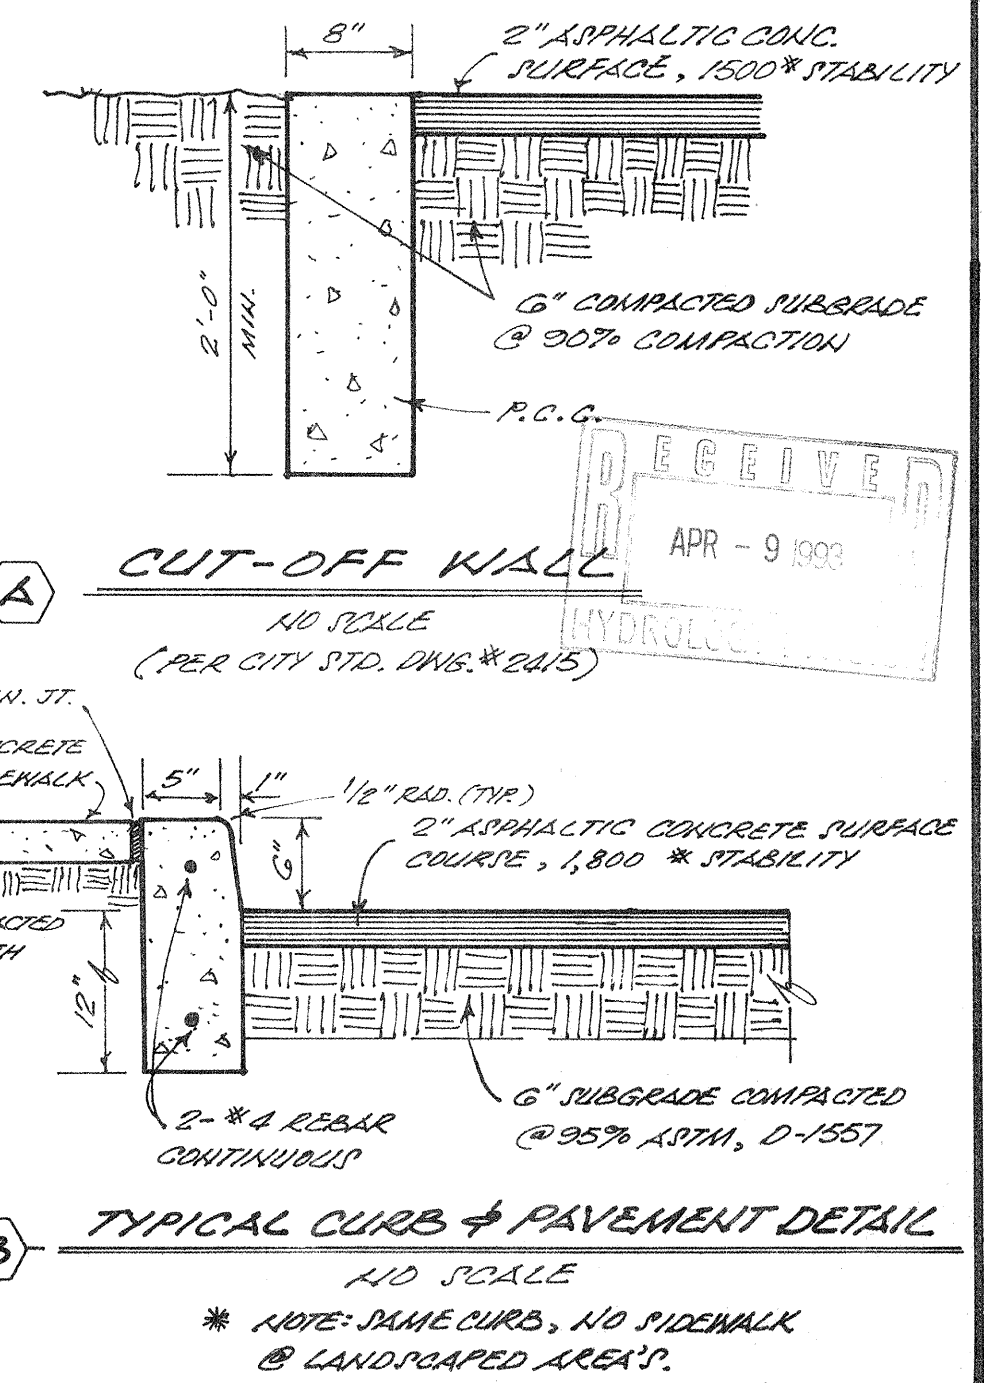 8"
2" ASPHALTIC CONC.
SURFACE, 1500# STABILITY
2'-0"
MIN.
6" COMPACTED SUBGRADE
@ 90% COMPACTION
P.C.C.
RECEIVED
APR - 9 1993
A
CUT-OFF WALL
NO SCALE
(PER CITY STD. DWG. # 2415)
N. JT.
CRETE
EWALK
5"
1"
1/2" RAD. (TYP.)
6"
2" ASPHALTIC CONCRETE SURFACE
COURSE, 1,800 # STABILITY
ACTED
TH
12"
6" SUBGRADE COMPACTED
@ 95% ASTM, D-1557
2- #4 REBAR
CONTINUOUS
B
TYPICAL CURB & PAVEMENT DETAIL
NO SCALE
* NOTE: SAME CURB, NO SIDEWALK
@ LANDSCAPED AREA'S.